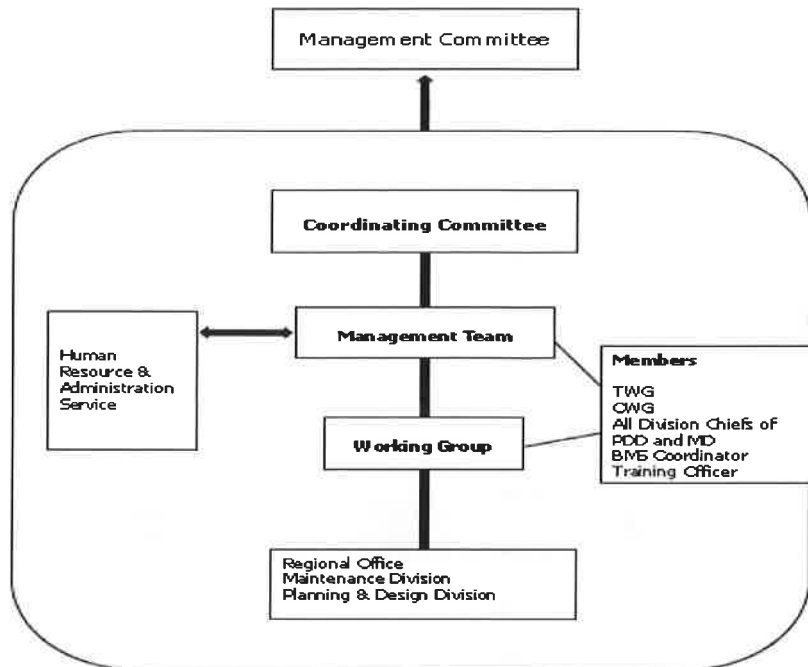 Management Committee
Coordinating Committee
Management Team
Human
Resource &
Administration
Service
Members
TWG
CWG
All Division Chiefs of
PDD and MD
BMS Coordinator
Training Officer
Working Group
Regional Office
Maintenance Division
Planning & Design Division